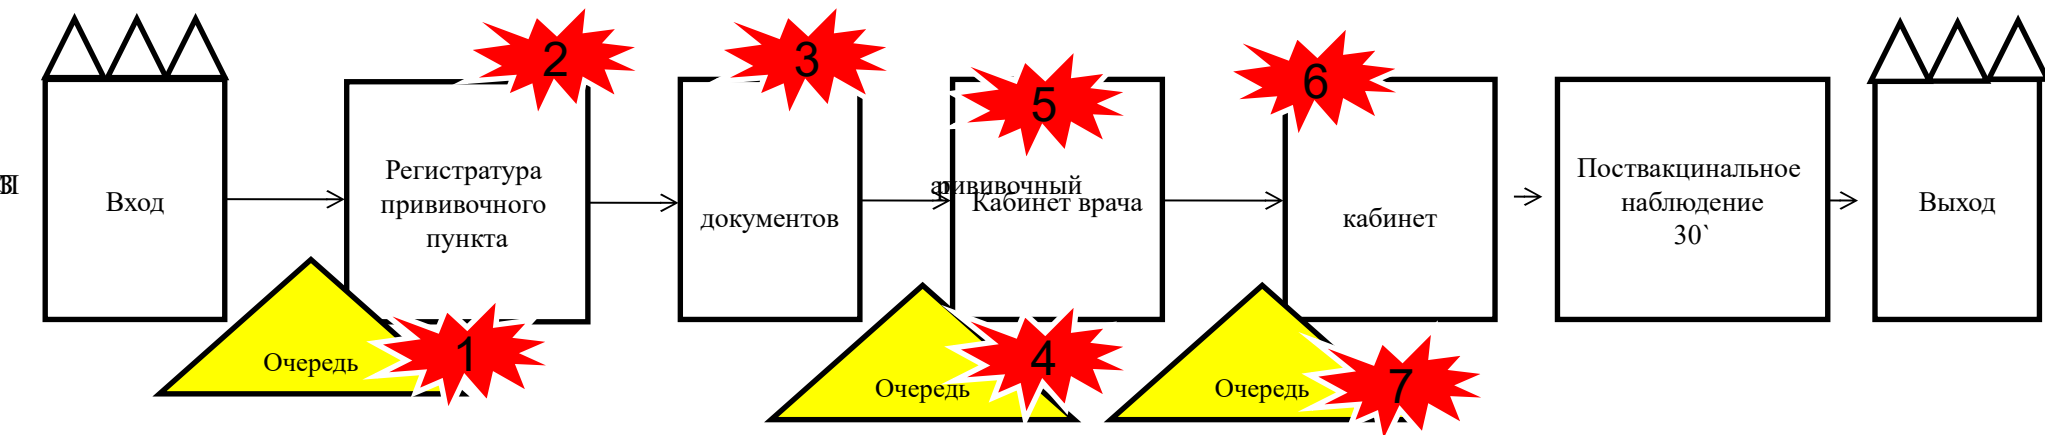 2
3
5
6
Вход
Регистратура
прививочного
пункта
документов
рививочный
Кабинет врача
кабинет
Поствакцинальное
наблюдение
30`
Выход
Очередь
1
Очередь
4
Очередь
7